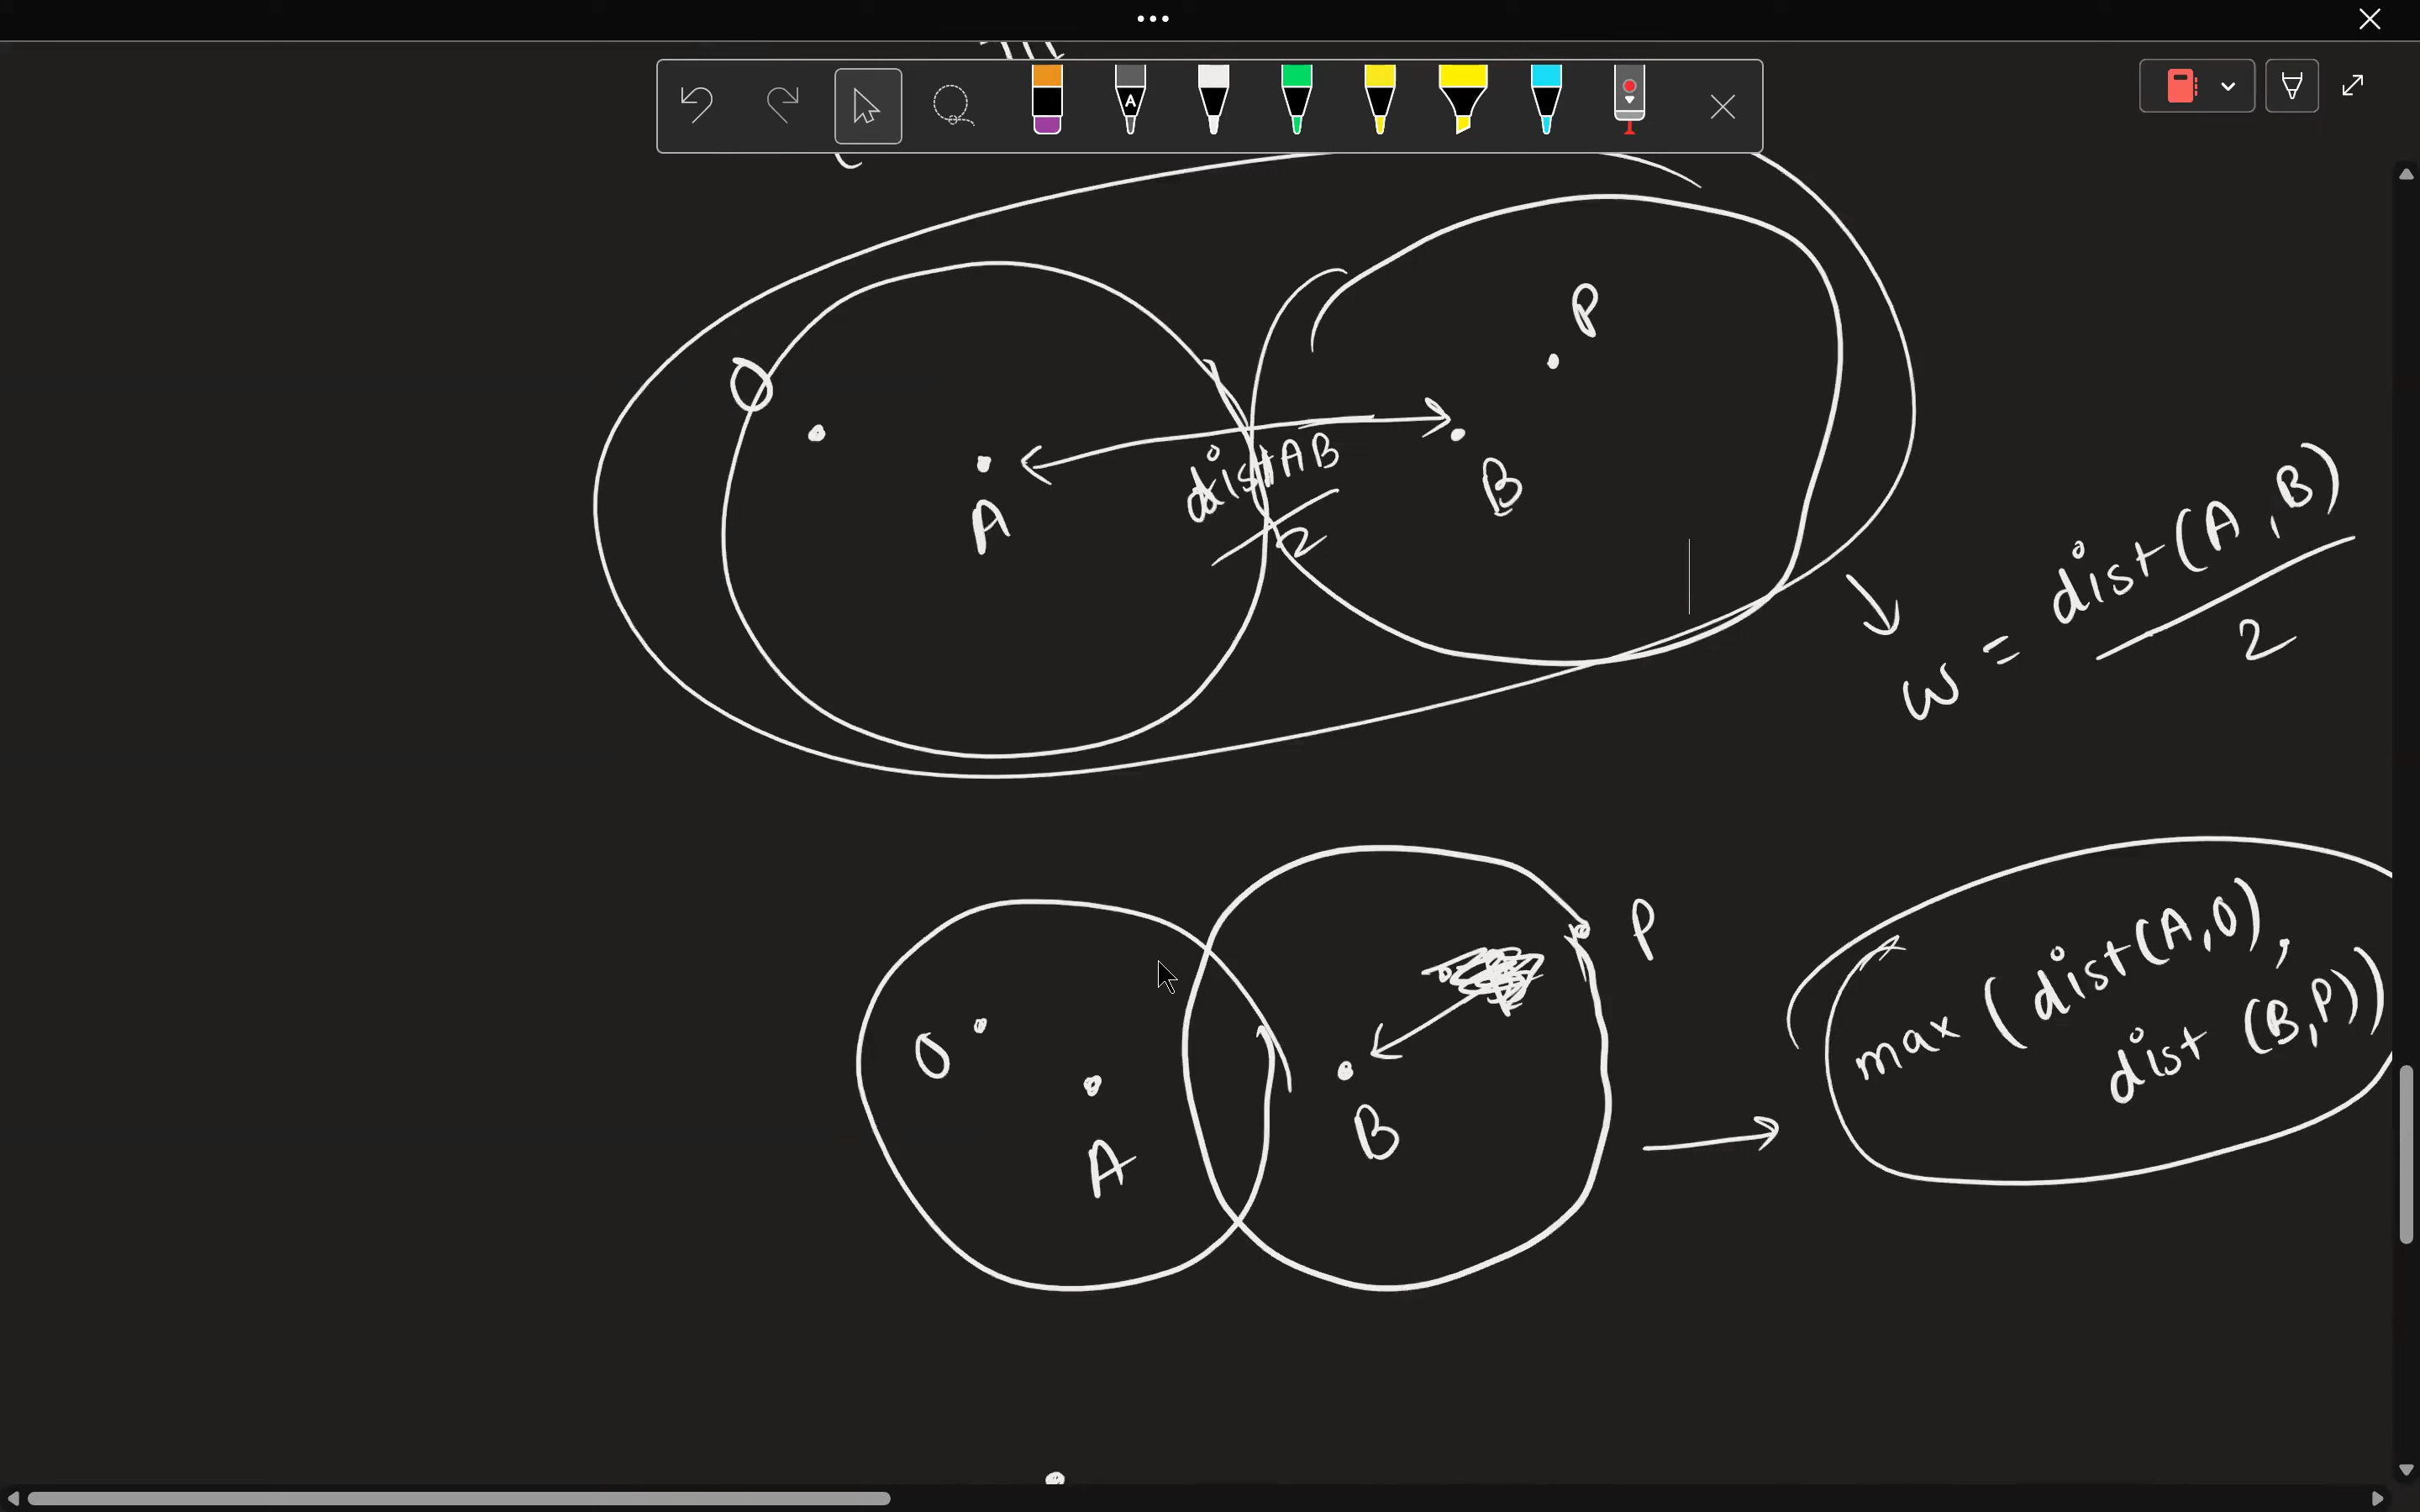 P
O
dist AB
2
A
B
w = dist(A, B)
2
P
max (dist(A,O),
dist (B,P))
O
B
A